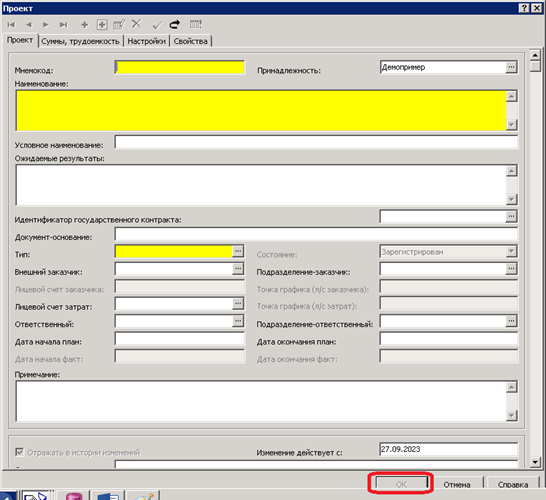 Проект
Проект Суммы, трудоемкость Настройки Свойства
Мнемокод: Принадлежность: Демопример ...
Наименование:
Условное наименование:
Ожидаемые результаты:
Идентификатор государственного контракта: ...
Документ-основание:
Тип: ... Состояние: Зарегистрирован
Внешний заказчик: ... Подразделение-заказчик: ...
Лицевой счет заказчика: Точка графика (л/с заказчика):
Лицевой счет затрат: ... Точка графика (л/с затрат):
Ответственный: ... Подразделение-ответственный: ...
Дата начала план: Дата окончания план:
Дата начала факт: Дата окончания факт:
Примечание:
Отражать в истории изменений Изменение действует с: 27.09.2023
OK Отмена Справка